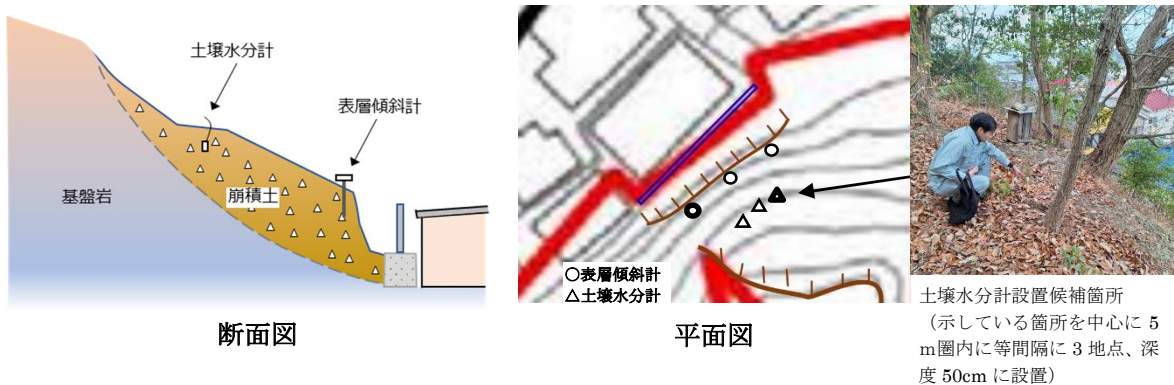 土壌水分計
表層傾斜計
基盤岩
崩積土
断面図
○表層傾斜計
△土壌水分計
平面図
土壌水分計設置候補箇所
（示している箇所を中心に 5
ｍ圏内に等間隔に 3 地点、深
度 50cm に設置）